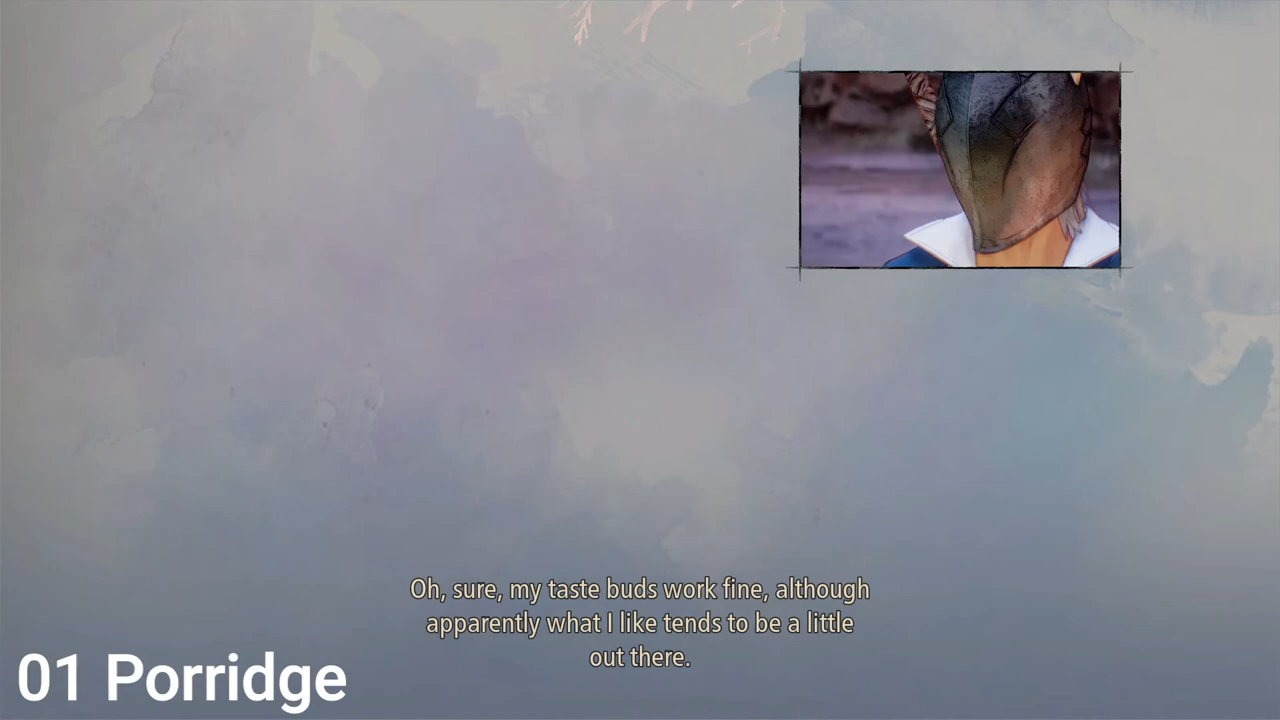 Oh, sure, my taste buds work fine, although
apparently what I like tends to be a little
out there.
01 Porridge